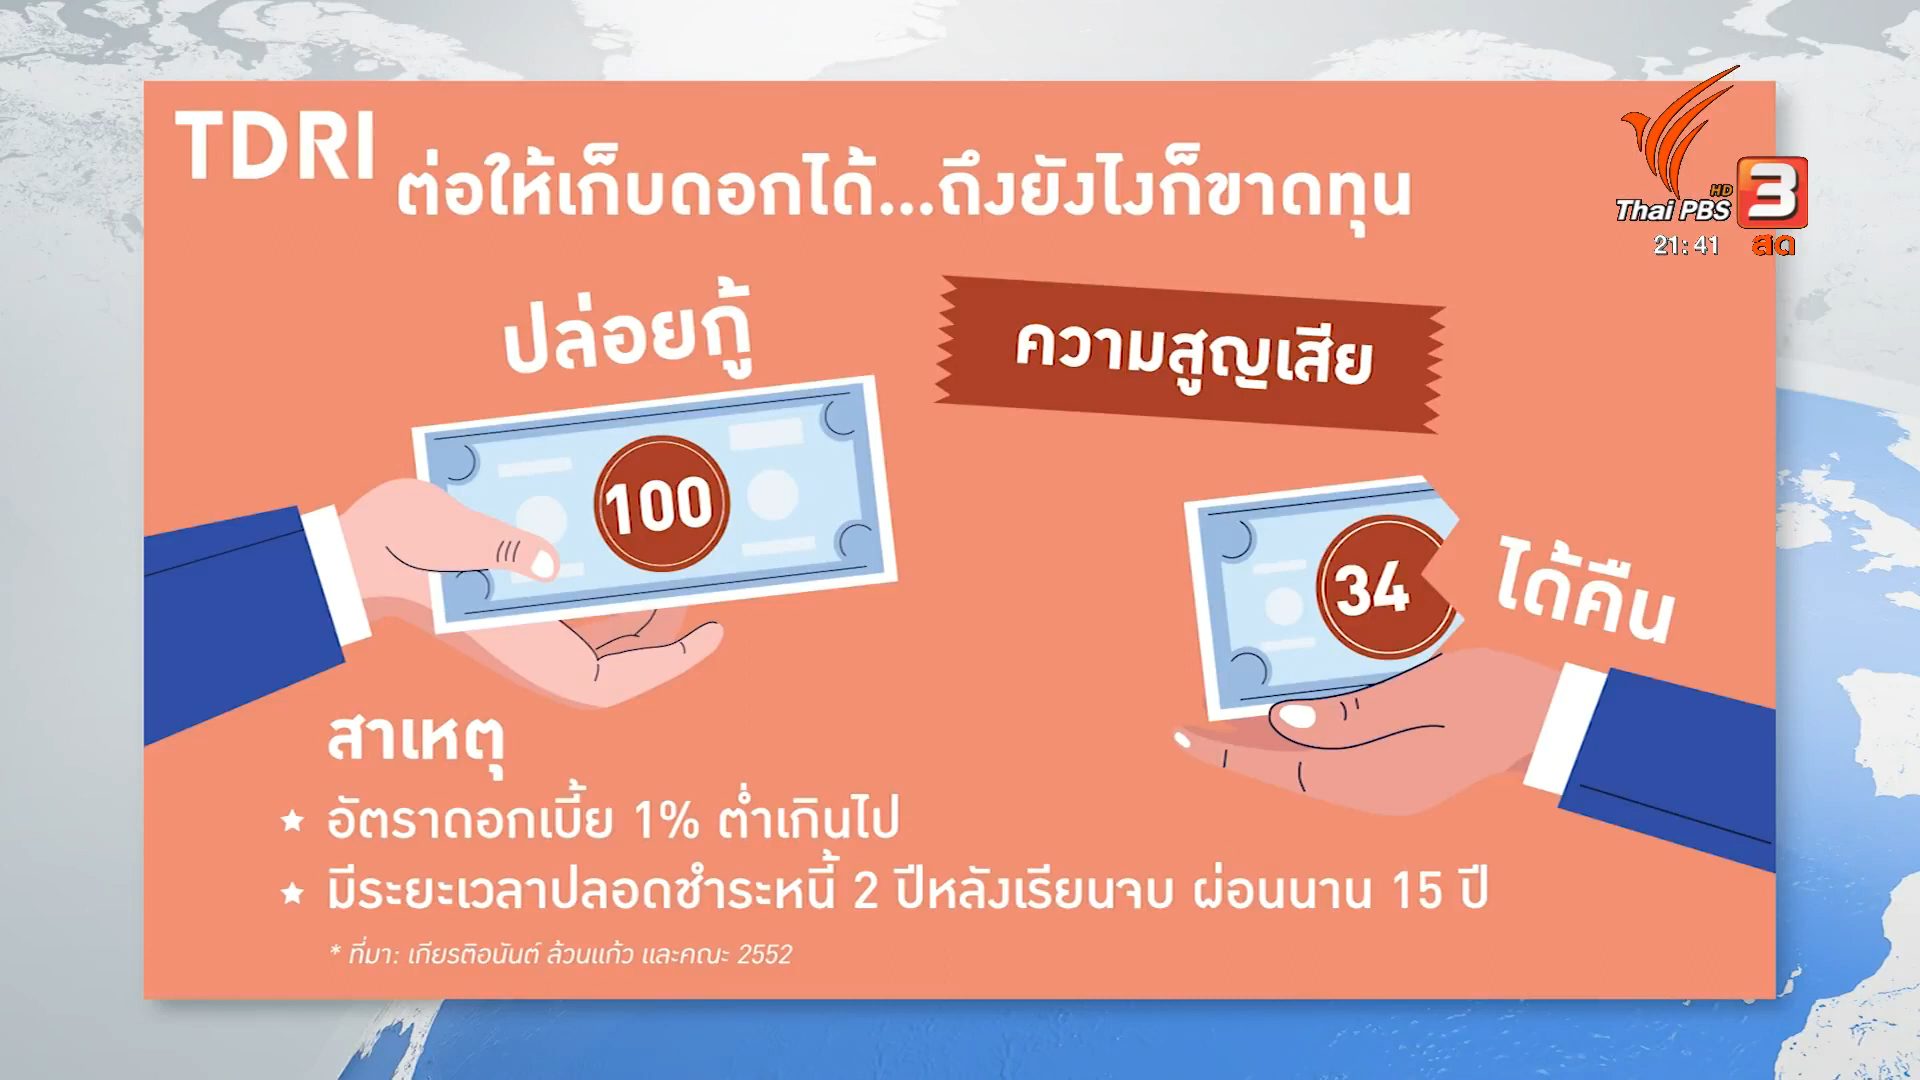 TDRI
ต่อให้เก็บดอกได้...ถึงยังไงก็ขาดทุน
HD
Thai PBS 3
21:41 สด
ปล่อยกู้
ความสูญเสีย
100
34
ได้คืน
สาเหตุ
อัตราดอกเบี้ย 1% ต่ำเกินไป
มีระยะเวลาปลอดชำระหนี้ 2 ปีหลังเรียนจบ ผ่อนนาน 15 ปี
* ที่มา: เกียรติอนันต์ ล้วนแก้ว และคณะ 2552